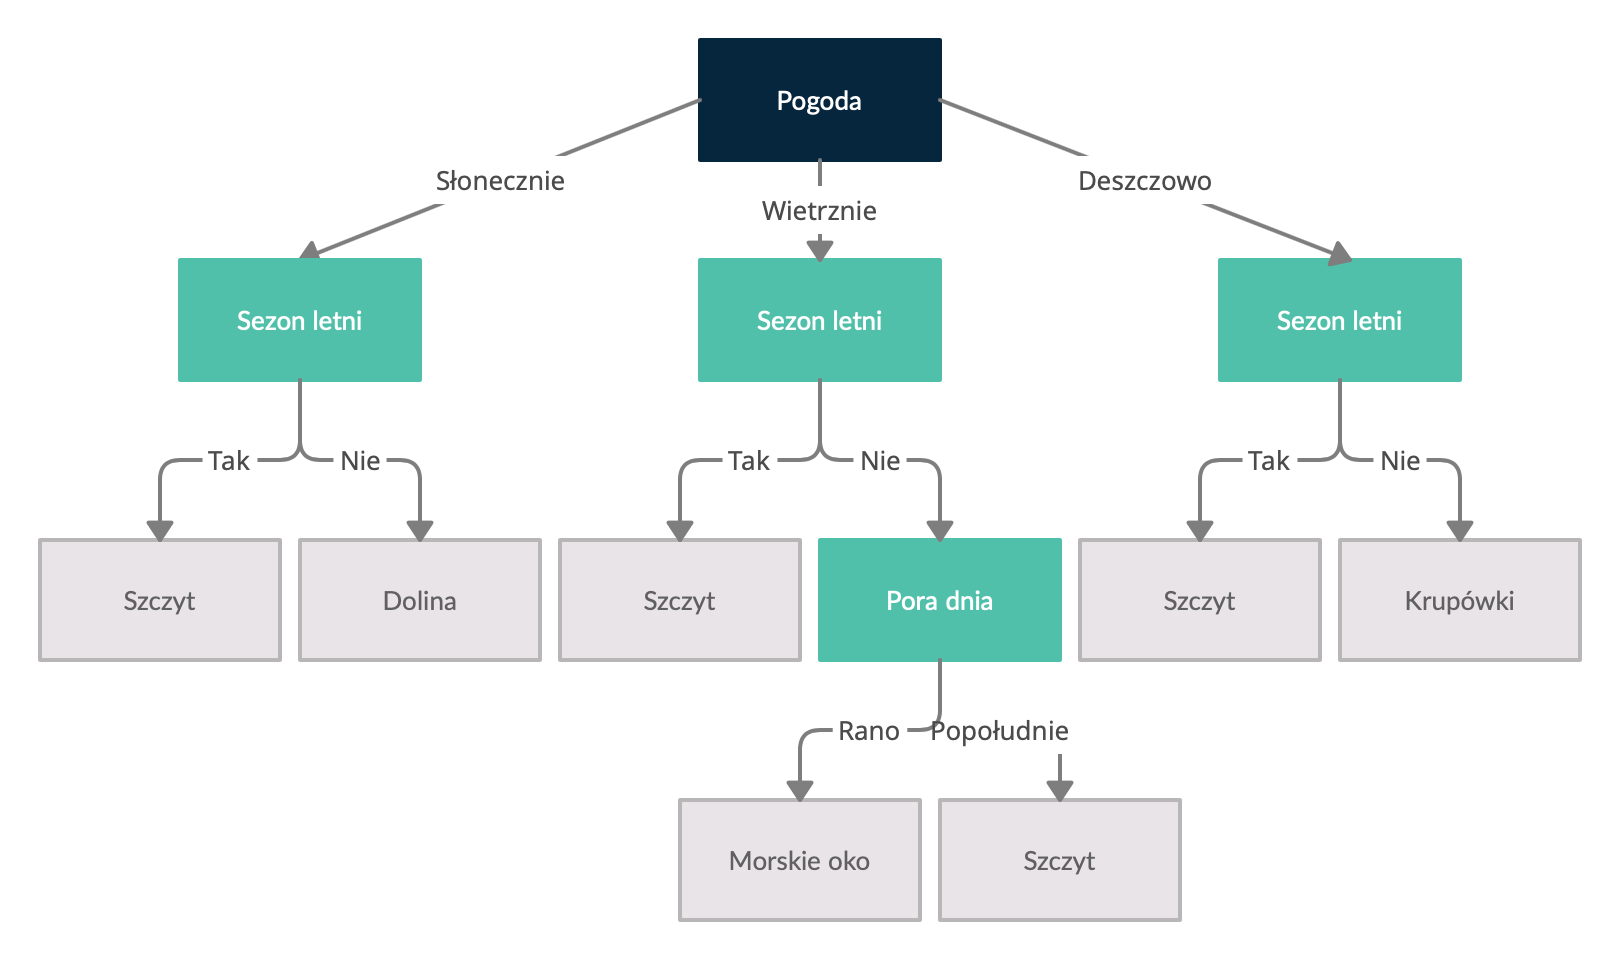 Pogoda
Słonecznie
Wietrznie
Deszczowo
Sezon letni
Sezon letni
Sezon letni
Tak
Nie
Tak
Nie
Tak
Nie
Szczyt
Dolina
Szczyt
Pora dnia
Szczyt
Krupówki
Rano
Popołudnie
Morskie oko
Szczyt